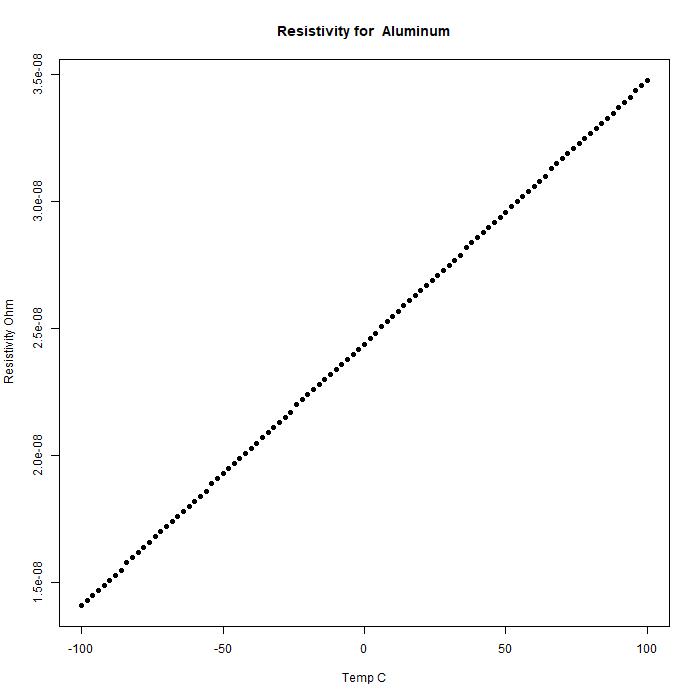 Resistivity for  Aluminum
3.5e-08
3.0e-08
2.5e-08
2.0e-08
1.5e-08
Resistivity Ohm
-100 -50 0 50 100
Temp C